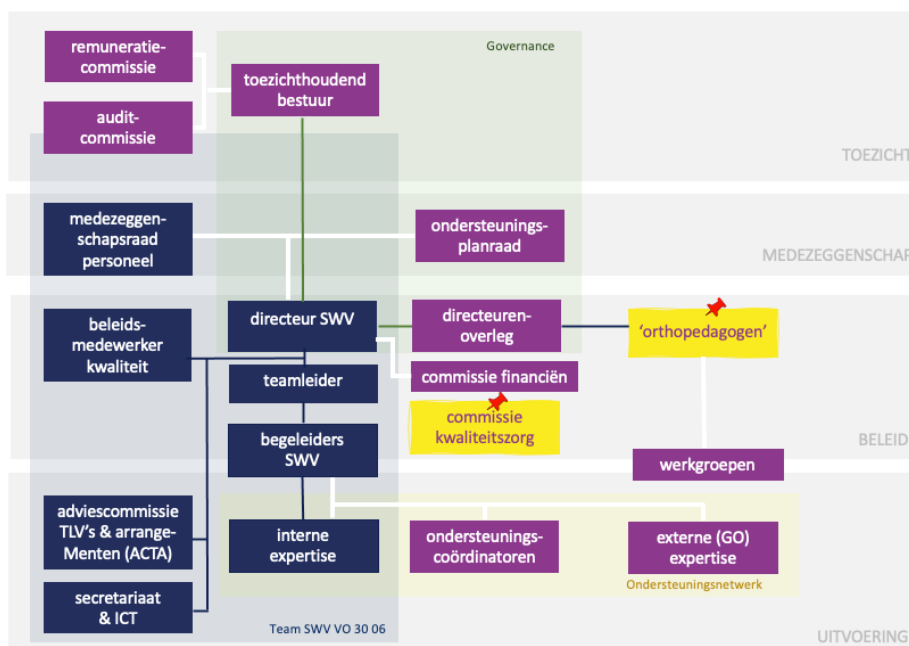 remuneratie-
commissie
Governance
toezichthoudend
bestuur
audit-
commissie
TOEZICHT
medezeggen-
schapsraad
personeel
ondersteunings-
planraad
MEDEZEGGENSCHAP
beleids-
medewerker
kwaliteit
directeur SWV
directeuren-
overleg
‘orthopedagogen’
teamleider
commissie financiën
commissie
kwaliteitszorg
begeleiders
SWV
BELEID
werkgroepen
adviescommissie
TLV’s & arrange-
Menten (ACTA)
interne
expertise
ondersteunings-
coördinatoren
externe (GO)
expertise
Ondersteuningsnetwerk
secretariaat
& ICT
Team SWV VO 30 06
UITVOERING